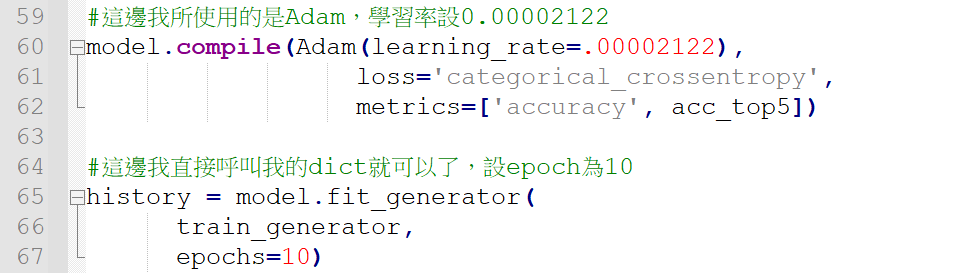 59 #這邊我所使用的是Adam，學習率設0.00002122
60 model.compile(Adam(learning_rate=.00002122),
61 loss='categorical_crossentropy',
62 metrics=['accuracy', acc_top5])
63
64 #這邊我直接呼叫我的dict就可以了，設epoch為10
65 history = model.fit_generator(
66 train_generator,
67 epochs=10)